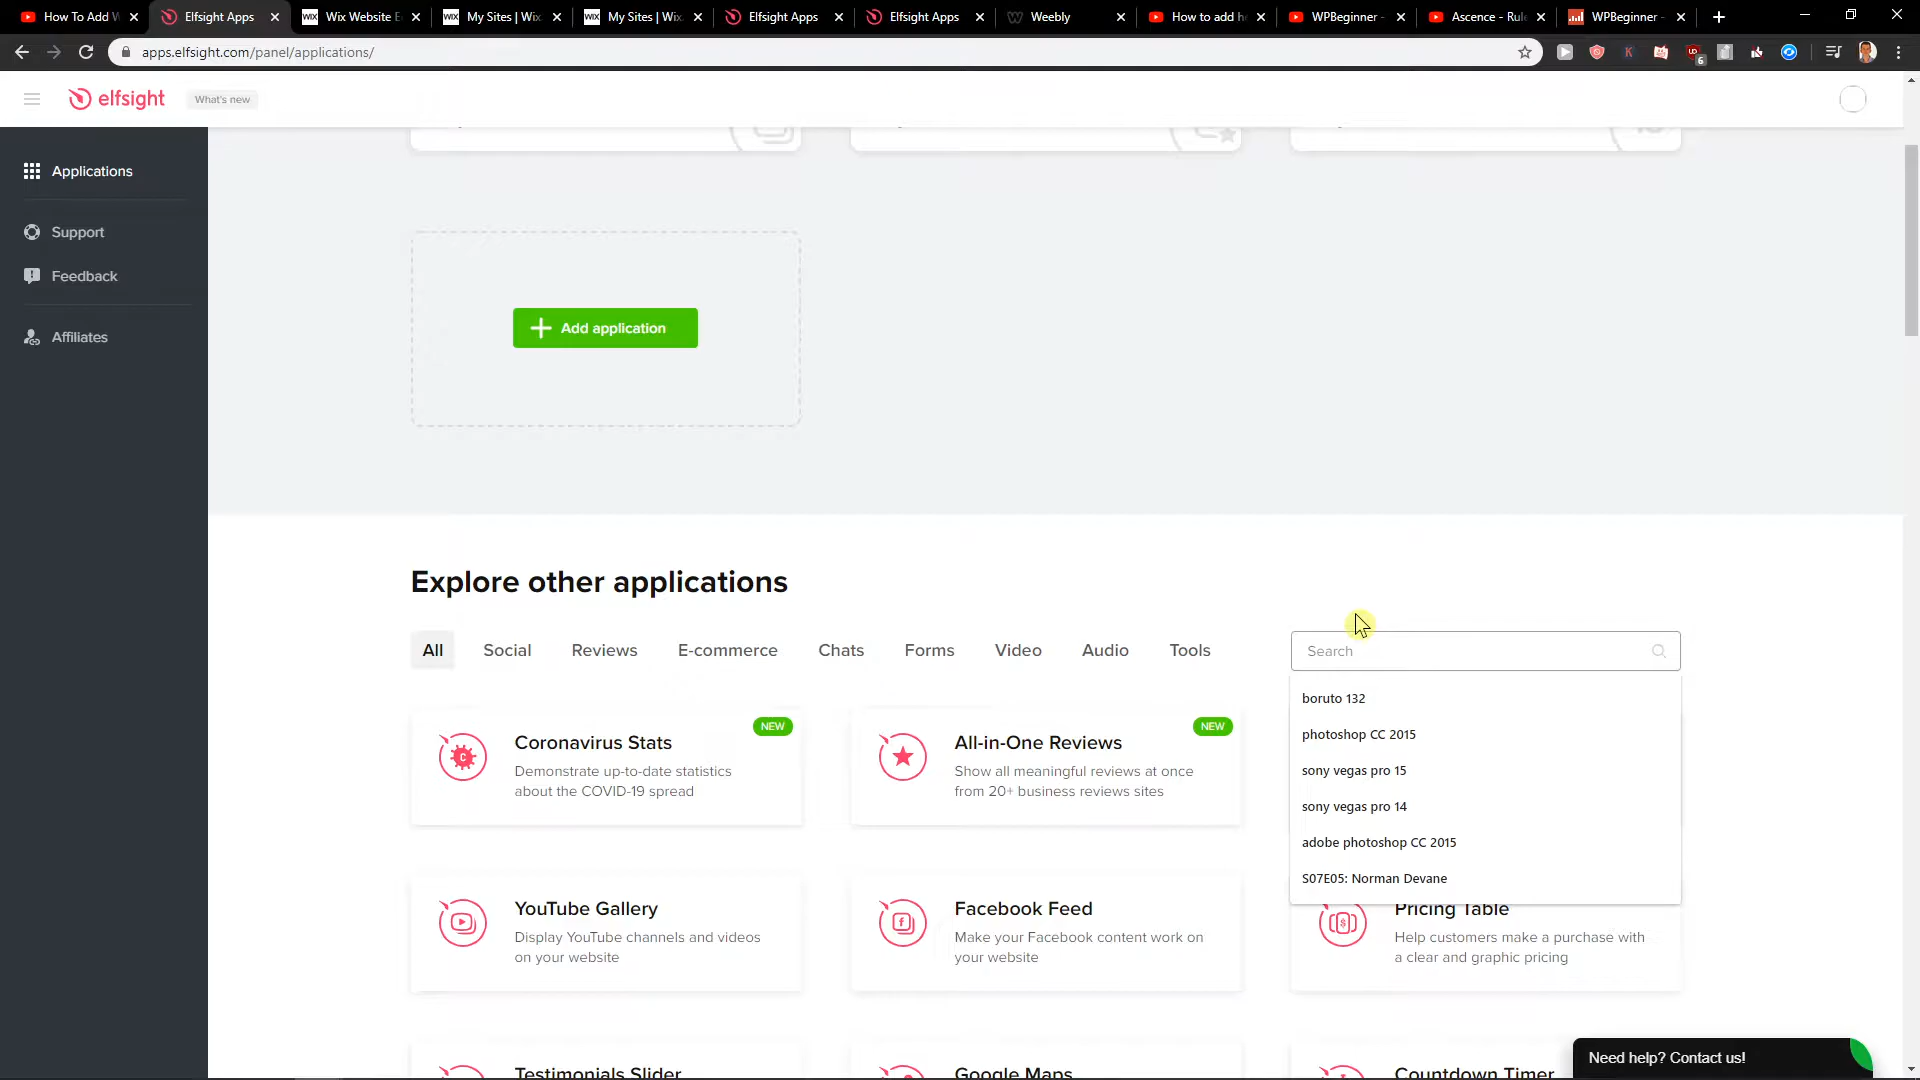 How To Add W
Elfsight Apps
Wix Website E
My Sites | Wix.
My Sites | Wix.
Elfsight Apps
Elfsight Apps
Weebly
How to add h
WPBeginner -
Ascence - Rul
WPBeginner -
apps.elfsight.com/panel/applications/
6
elfsight
What's new
Applications
Support
Feedback
Affiliates
Add application
Explore other applications
All
Social
Reviews
E-commerce
Chats
Forms
Video
Audio
Tools
Search
boruto 132
photoshop CC 2015
sony vegas pro 15
sony vegas pro 14
adobe photoshop CC 2015
S07E05: Norman Devane
NEW
Coronavirus Stats
Demonstrate up-to-date statistics
about the COVID-19 spread
NEW
All-in-One Reviews
Show all meaningful reviews at once
from 20+ business reviews sites
YouTube Gallery
Display YouTube channels and videos
on your website
Facebook Feed
Make your Facebook content work on
your website
Pricing Table
Help customers make a purchase with
a clear and graphic pricing
Testimonials Slider
Google Maps
Countdown Timer
Need help? Contact us!